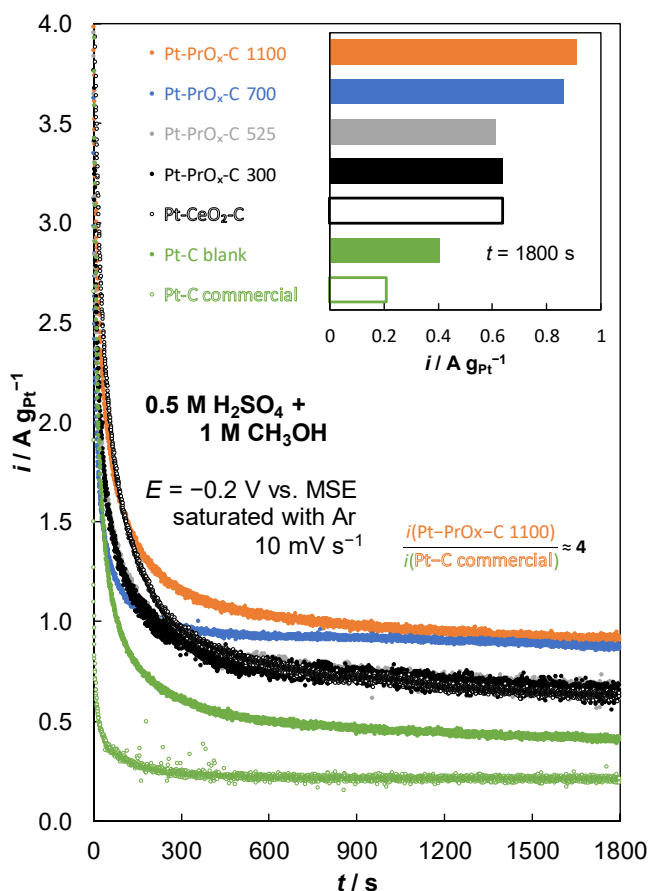 4.0
3.5
3.0
2.5
2.0
1.5
1.0
0.5
0.0
i / A gPt⁻¹
Pt-PrOₓ-C 1100
Pt-PrOₓ-C 700
Pt-PrOₓ-C 525
Pt-PrOₓ-C 300
Pt-CeO₂-C
Pt-C blank
Pt-C commercial
t = 1800 s
0 0.2 0.4 0.6 0.8 1
i / A gPt⁻¹
0.5 M H₂SO₄ +
1 M CH₃OH
E = −0.2 V vs. MSE
saturated with Ar
10 mV s⁻¹
i(Pt−PrOx−C 1100)
i(Pt−C commercial)
≈ 4
0 300 600 900 1200 1500 1800
t / s